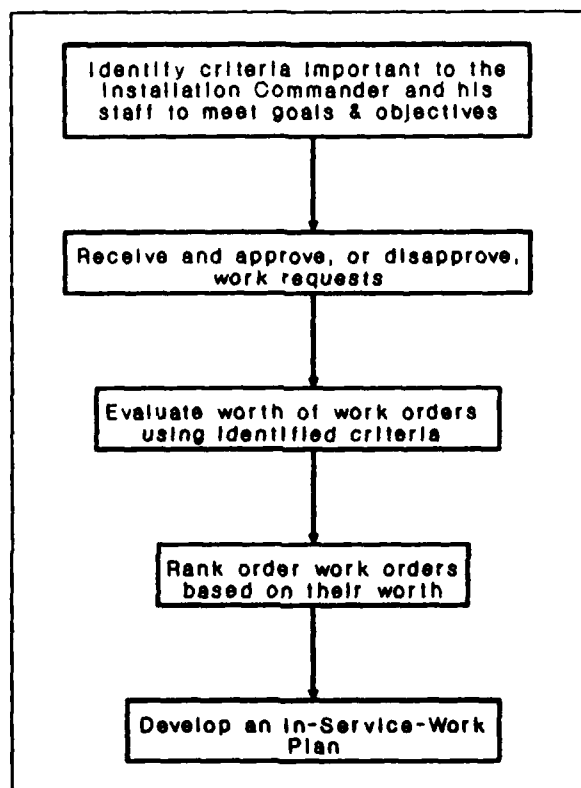 Identify criteria important to the
Installation Commander and his
staff to meet goals & objectives
Receive and approve, or disapprove,
work requests
Evaluate worth of work orders
using identified criteria
Rank order work orders
based on their worth
Develop an In-Service-Work
Plan